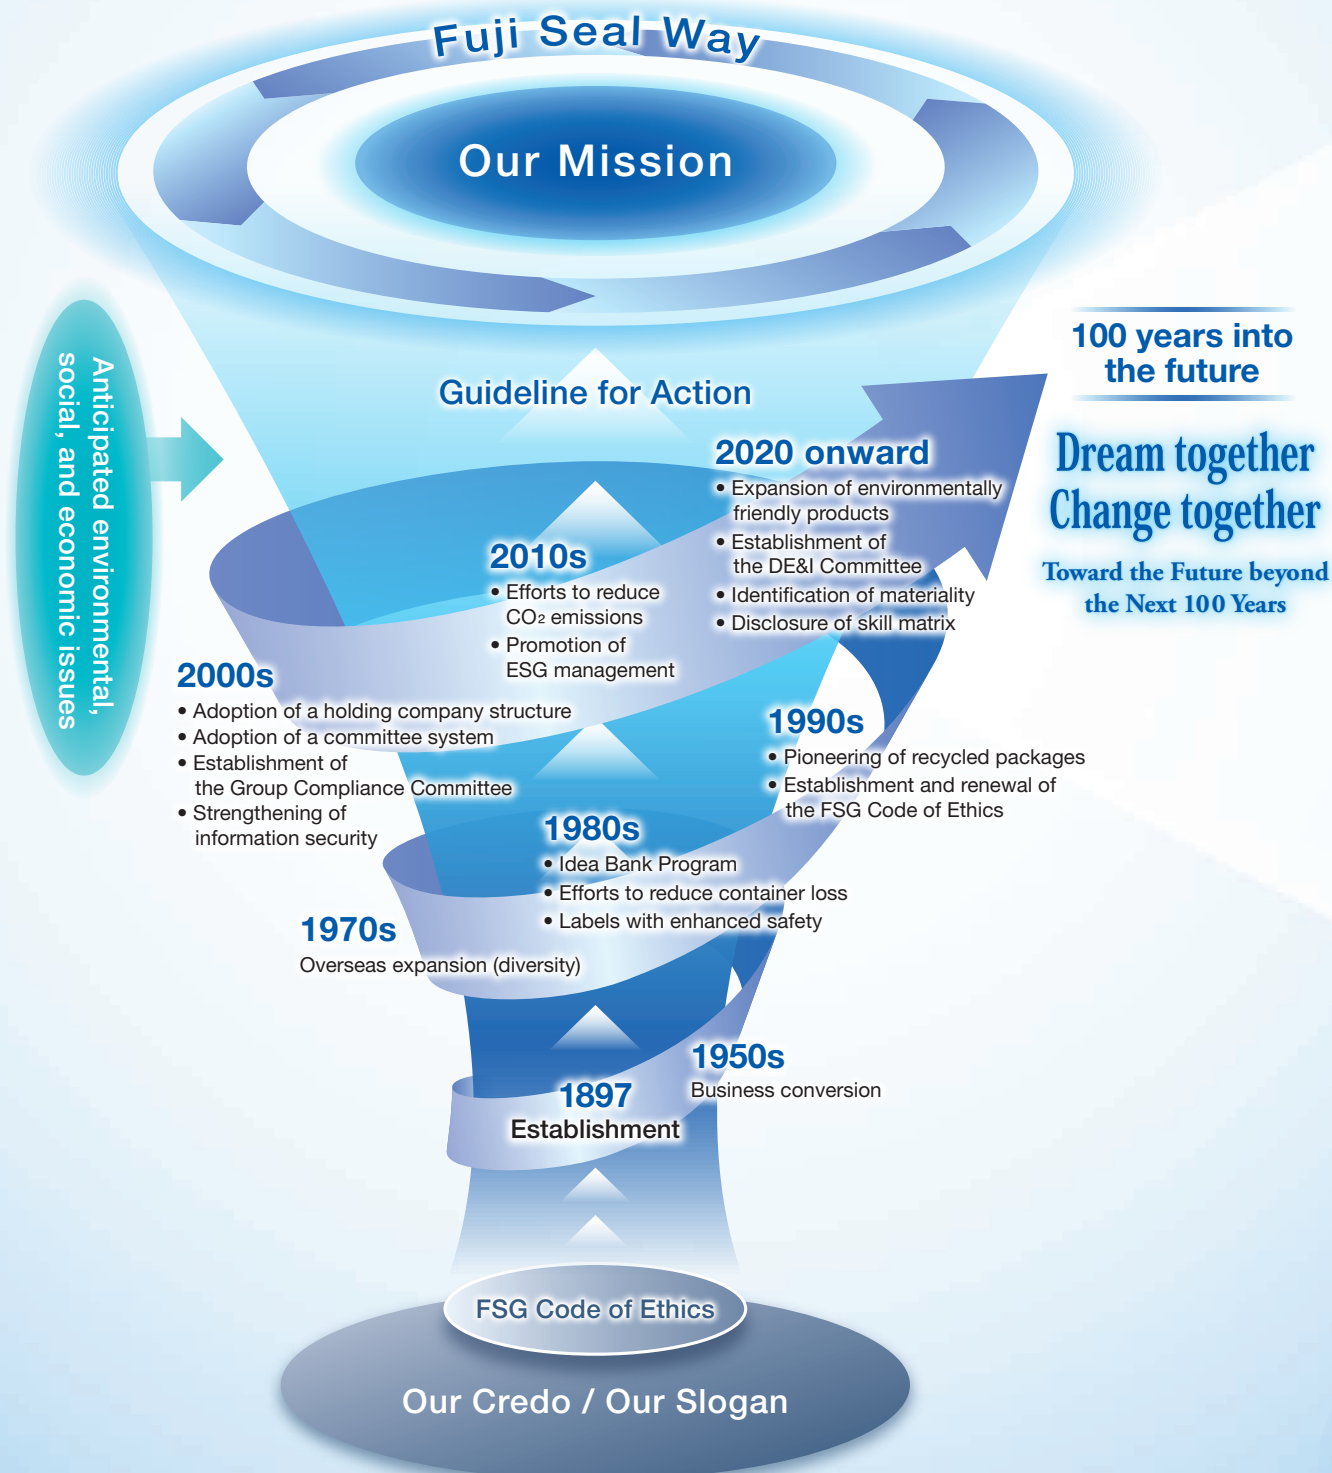 Fuji Seal Way
Our Mission
Anticipated environmental,
social, and economic issues
Guideline for Action
100 years into
the future
Dream together
Change together
Toward the Future beyond
the Next 100 Years
2020 onward
• Expansion of environmentally
friendly products
• Establishment of
the DE&I Committee
• Identification of materiality
• Disclosure of skill matrix
2010s
• Efforts to reduce
CO2 emissions
• Promotion of
ESG management
2000s
• Adoption of a holding company structure
• Adoption of a committee system
• Establishment of
the Group Compliance Committee
• Strengthening of
information security
1990s
• Pioneering of recycled packages
• Establishment and renewal of
the FSG Code of Ethics
1980s
• Idea Bank Program
• Efforts to reduce container loss
• Labels with enhanced safety
1970s
Overseas expansion (diversity)
1950s
Business conversion
1897
Establishment
FSG Code of Ethics
Our Credo / Our Slogan